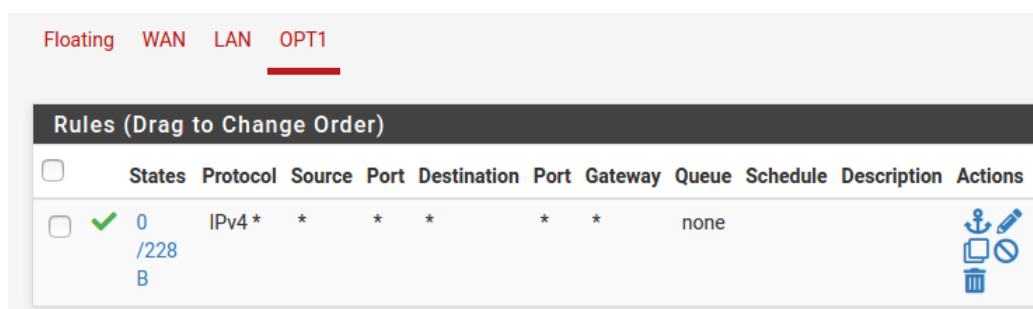 Floating WAN LAN OPT1
Rules (Drag to Change Order)
States Protocol Source Port Destination Port Gateway Queue Schedule Description Actions
0 IPv4 * * * * * * none
/228
B